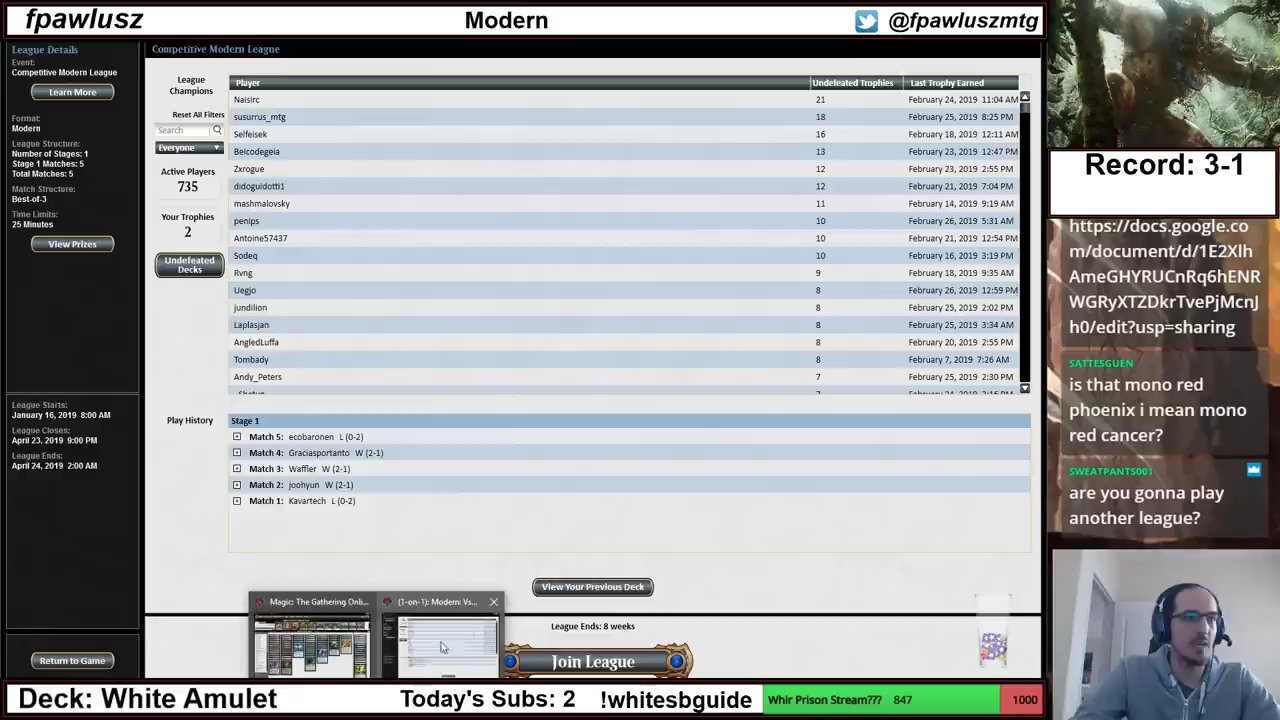 fpawlusz
Modern
@fpawluszmtg
League Details
Event:
Competitive Modern League
Learn More
Format:
Modern
League Structure:
Number of Stages: 1
Stage 1 Matches: 5
Total Matches: 5
Match Structure:
Best-of-3
Time Limits:
25 Minutes
View Prizes
League Starts:
January 16, 2019 8:00 AM
League Closes:
April 23, 2019 9:00 PM
League Ends:
April 24, 2019 2:00 AM
Return to Game
Competitive Modern League
League
Champions
Reset All Filters
Search
Everyone
Active Players
735
Your Trophies
2
Undefeated
Decks
Player Undefeated Trophies Last Trophy Earned
Naisirc 21 February 24, 2019 11:04 AM
susurrus_mtg 18 February 25, 2019 8:25 PM
Selfeisek 16 February 18, 2019 12:11 AM
Beicodegeia 13 February 23, 2019 12:47 PM
Zxrogue 12 February 23, 2019 2:55 PM
didoguidotti1 12 February 21, 2019 7:04 PM
mashmalovsky 11 February 14, 2019 9:19 AM
penips 10 February 26, 2019 5:31 AM
Antoine57437 10 February 21, 2019 12:54 PM
Sodeq 10 February 16, 2019 3:19 PM
Rvng 9 February 18, 2019 9:35 AM
Uegjo 8 February 26, 2019 12:59 PM
jundilion 8 February 25, 2019 2:02 PM
Laplasjan 8 February 25, 2019 3:34 AM
AngledLuffa 8 February 20, 2019 2:55 PM
Tombady 8 February 7, 2019 7:26 AM
Andy_Peters 7 February 25, 2019 2:30 PM
Play History
Stage 1
Match 5: ecobaronen L (0-2)
Match 4: Graciasportanto W (2-1)
Match 3: Waffler W (2-1)
Match 2: joohyun W (2-1)
Match 1: Kavartech L (0-2)
View Your Previous Deck
Magic: The Gathering Onli...
(1-on-1): Modern: Vs...
League Ends: 8 weeks
Join League
Record: 3-1
https://docs.google.co
m/document/d/1E2Xlh
AmeGHYRUCnRq6hENR
WGRyXTZDkrTvePjMcnJ
h0/edit?usp=sharing
SATTESGUEN
is that mono red
phoenix i mean mono
red cancer?
SWEATPANTS001
are you gonna play
another league?
Deck: White Amulet
Today's Subs: 2
!whitesbguide
Whir Prison Stream??? 847
1000